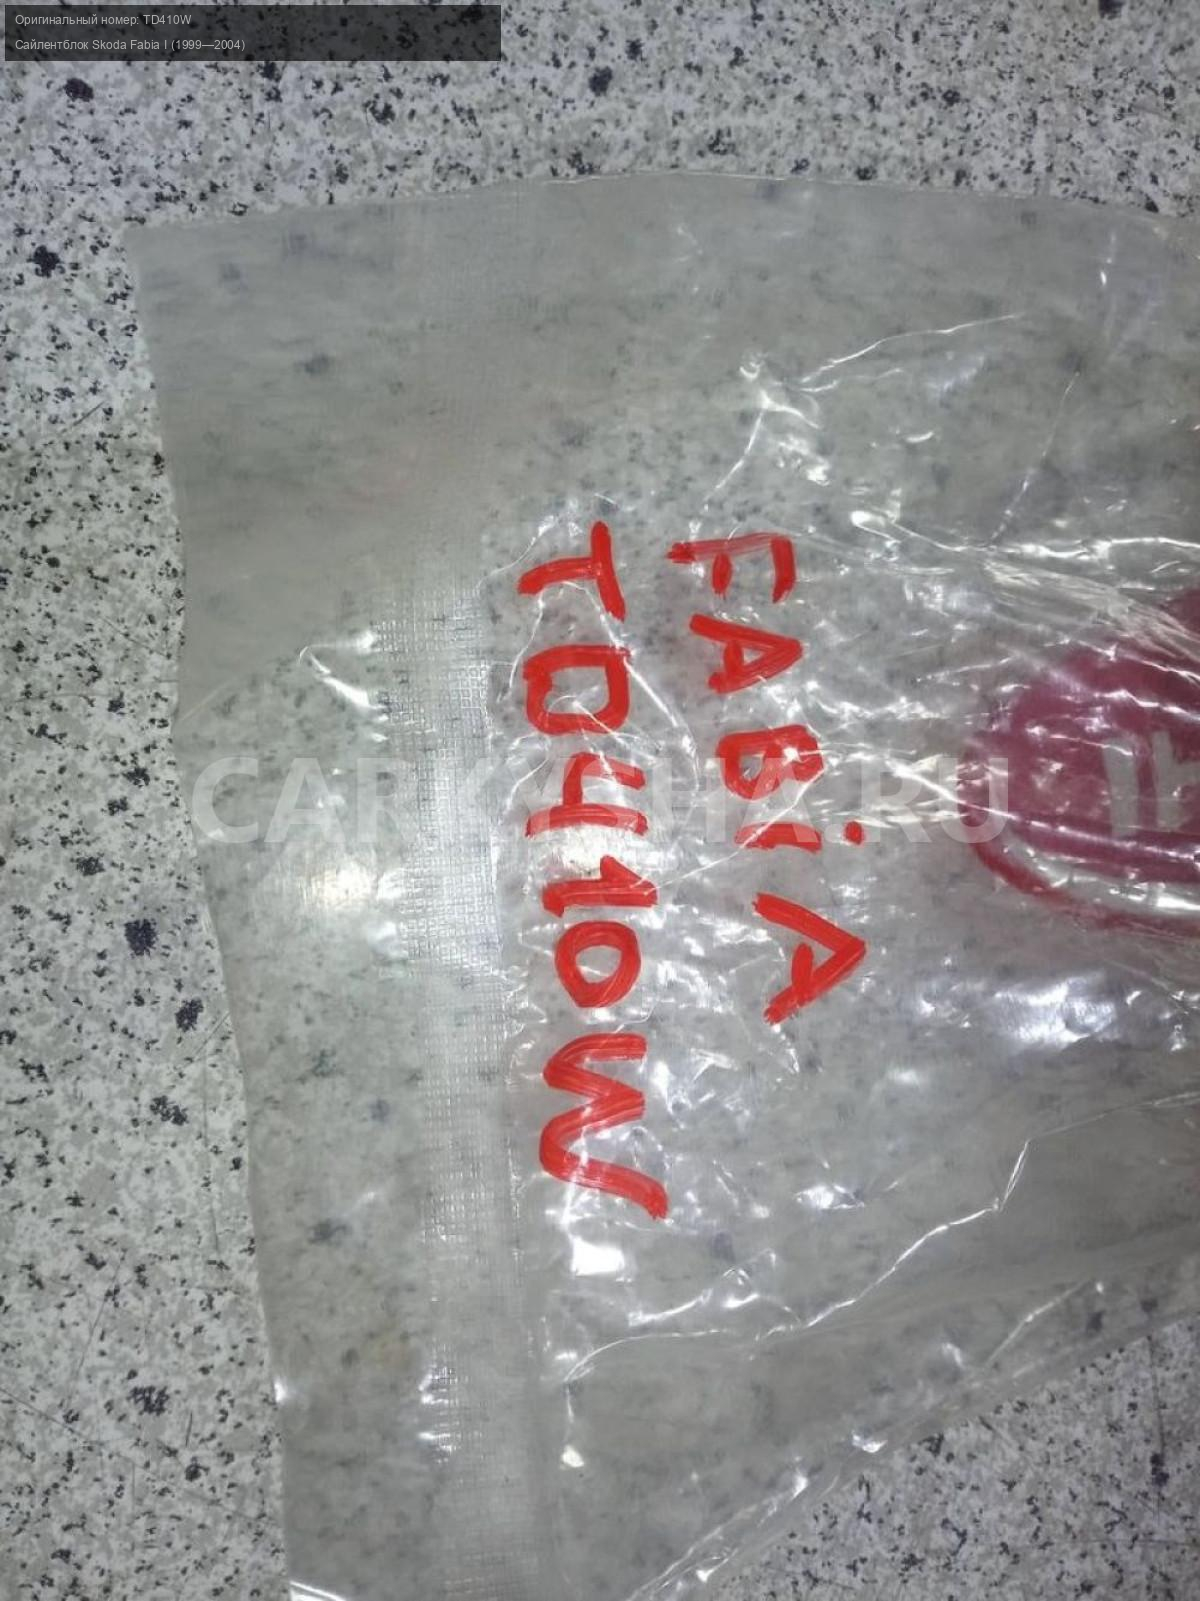 Оригинальный номер: TD410W
Сайлентблок Skoda Fabia I (1999—2004)
FABiA
TD410W
CARKYSHA.RU